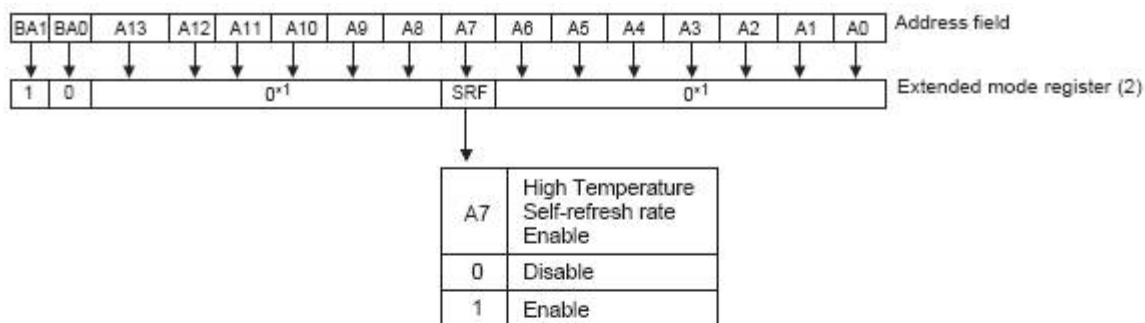 BA1 BA0 A13 A12 A11 A10 A9 A8 A7 A6 A5 A4 A3 A2 A1 A0 Address field
1 0 0*1 SRF 0*1 Extended mode register (2)
A7 High Temperature
Self-refresh rate
Enable
0 Disable
1 Enable